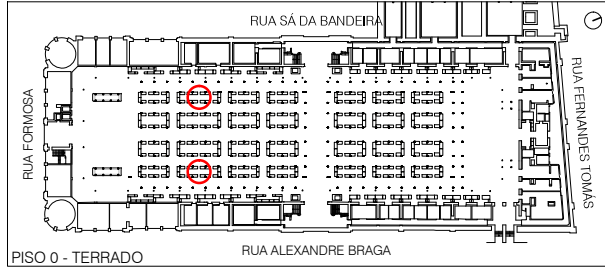 RUA SÁ DA BANDEIRA
RUA FORMOSA
RUA FERNANDES TOMÁS
RUA ALEXANDRE BRAGA
PISO 0 - TERRADO